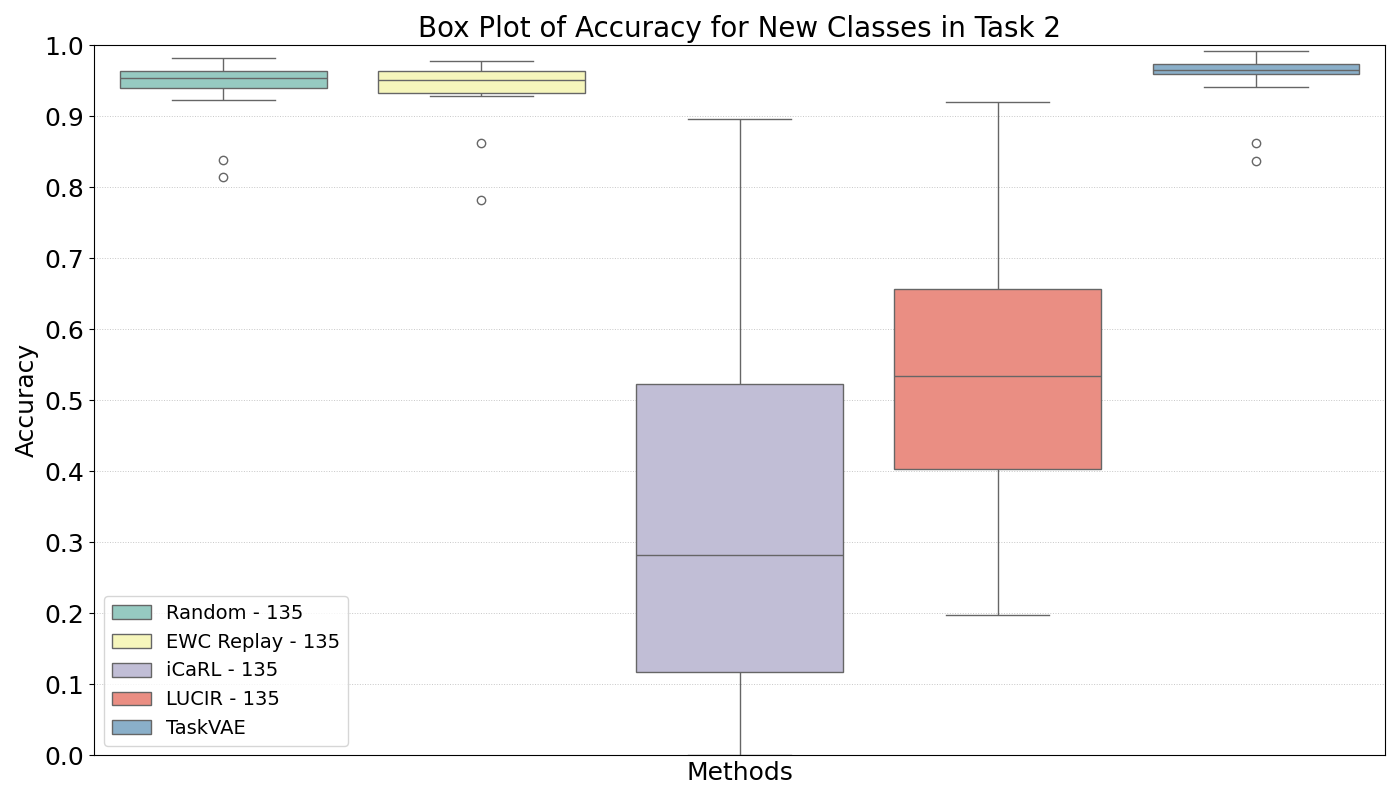 Box Plot of Accuracy for New Classes in Task 2
1.0
0.9
0.8
0.7
0.6
0.5
0.4
0.3
0.2
0.1
0.0
Accuracy
Random - 135
EWC Replay - 135
iCaRL - 135
LUCIR - 135
TaskVAE
Methods